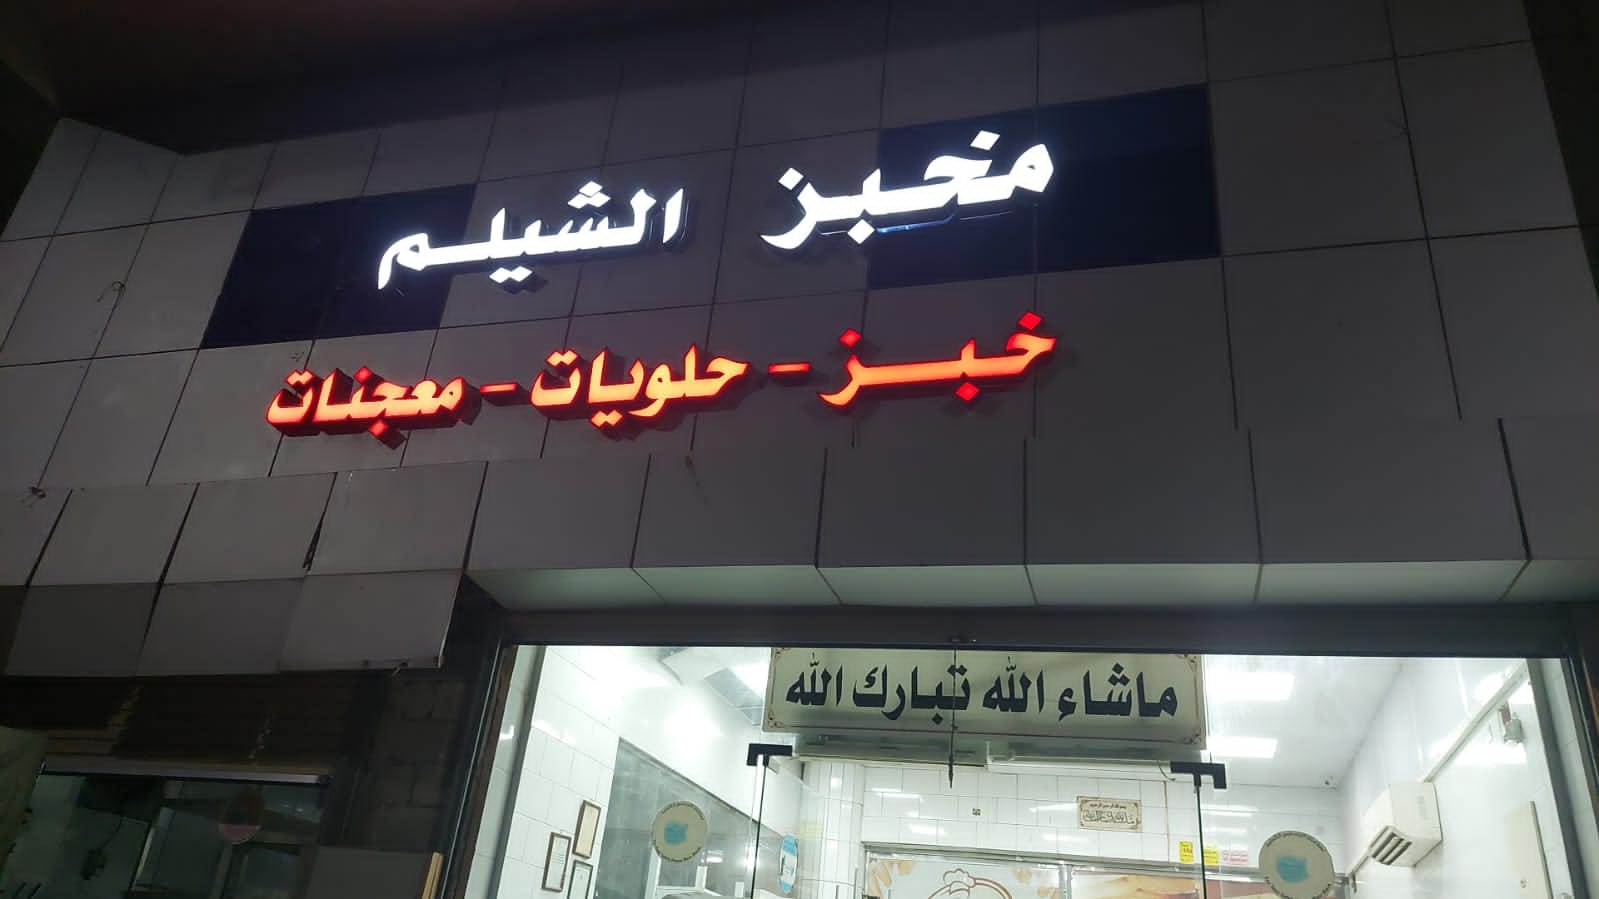 مخبز الشيلم
خبز - حلويات - معجنات
ماشاء الله تبارك الله